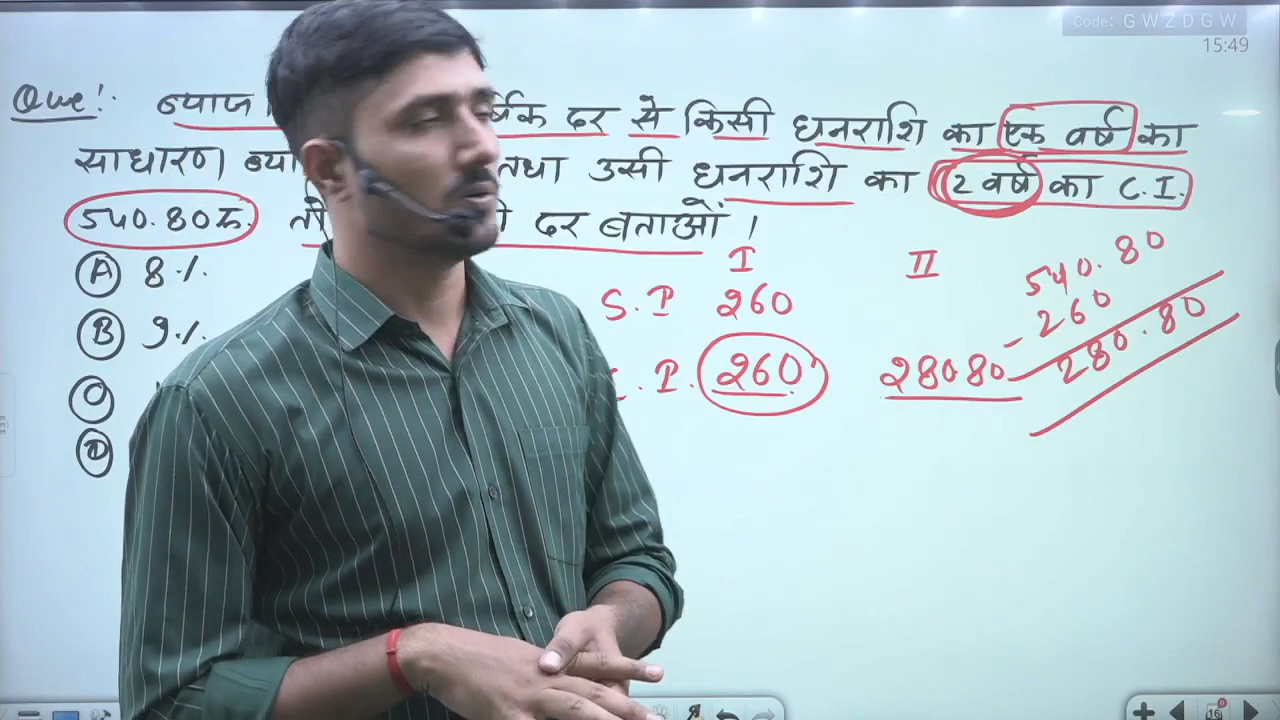 Code: G W Z D G W
15:49
Que!. ब्याज र्षिक दर से किसी धनराशि का एक वर्ष का
साधारण तथा उसी धनराशि का (2 वर्ष का C.I.
540.80रू. तो दर बताओं ।
(A) 8%
(B) 9%
(D)
I II
S.P 260
.P. 260 28080
540.80
- 260
280.80
16